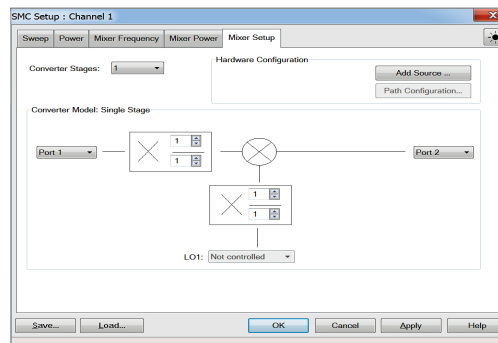 SMC Setup : Channel 1
Sweep Power Mixer Frequency Mixer Power Mixer Setup
Converter Stages: 1
Hardware Configuration
Add Source ...
Path Configuration...
Converter Model: Single Stage
Port 1
1
1
Port 2
1
1
LO1: Not controlled
Save... Load... OK Cancel Apply Help